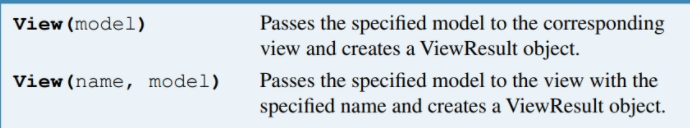 View(model) Passes the specified model to the corresponding
view and creates a ViewResult object.
View(name, model) Passes the specified model to the view with the
specified name and creates a ViewResult object.